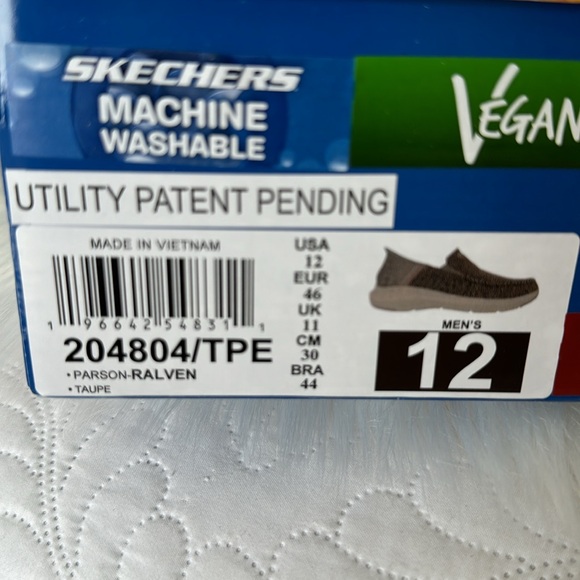 SKECHERS
MACHINE
WASHABLE
VEGAN
UTILITY PATENT PENDING
MADE IN VIETNAM
1 96642 54831 1
204804/TPE
• PARSON-RALVEN
• TAUPE
USA
12
EUR
46
UK
11
CM
30
BRA
44
MEN'S
12